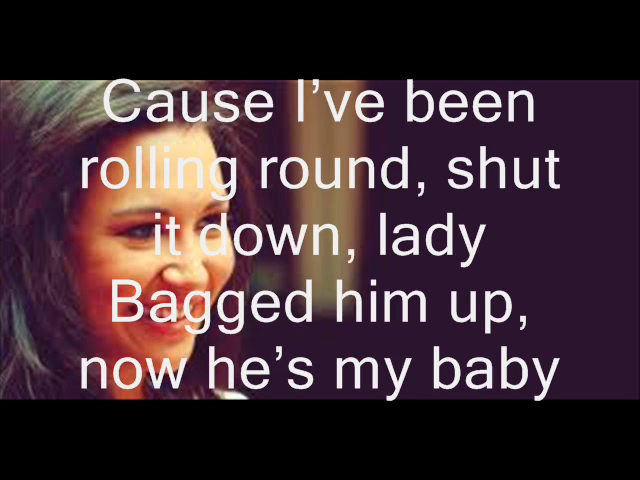 Cause I’ve been
rolling round, shut
it down, lady
Bagged him up,
now he’s my baby